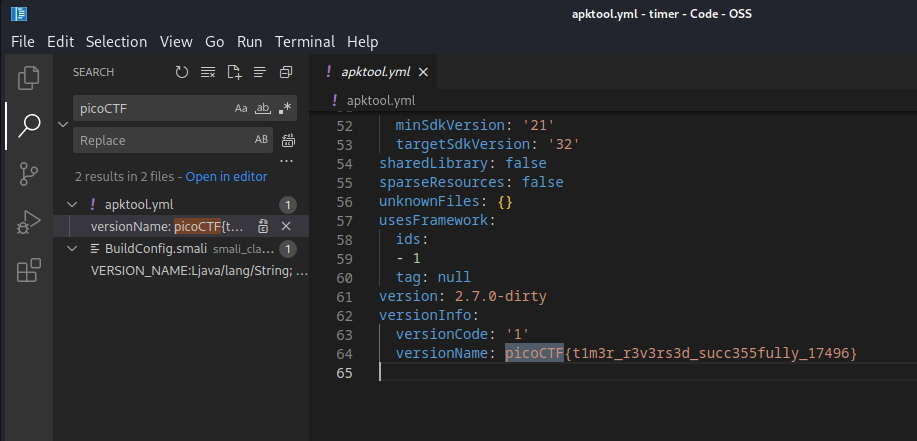 apktool.yml - timer - Code - OSS
File Edit Selection View Go Run Terminal Help
SEARCH
picoCTF Aa ab .*
Replace AB
...
2 results in 2 files - Open in editor
! apktool.yml 1
versionName: picoCTF{t...
BuildConfig.smali smali_cla... 1
VERSION_NAME:Ljava/lang/String; ...
! apktool.yml
! apktool.yml
52 minSdkVersion: '21'
53 targetSdkVersion: '32'
54 sharedLibrary: false
55 sparseResources: false
56 unknownFiles: {}
57 usesFramework:
58 ids:
59 - 1
60 tag: null
61 version: 2.7.0-dirty
62 versionInfo:
63 versionCode: '1'
64 versionName: picoCTF{t1m3r_r3v3rs3d_succ355fully_17496}
65